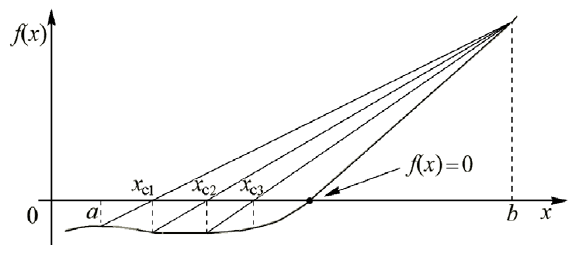 f(x)
x_c1 x_c2 x_c3
f(x)=0
0 a b x